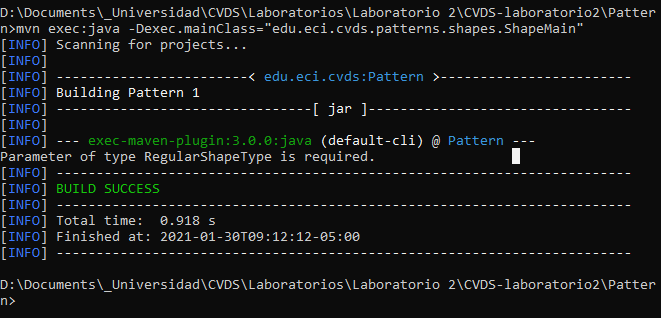 D:\Documents\_Universidad\CVDS\Laboratorios\Laboratorio 2\CVDS-laboratorio2\Patter
n>mvn exec:java -Dexec.mainClass="edu.eci.cvds.patterns.shapes.ShapeMain"
[INFO] Scanning for projects...
[INFO]
[INFO] ----------------------< edu.eci.cvds:Pattern >----------------------
[INFO] Building Pattern 1
[INFO] --------------------------------[ jar ]---------------------------------
[INFO]
[INFO] --- exec-maven-plugin:3.0.0:java (default-cli) @ Pattern ---
Parameter of type RegularShapeType is required.
[INFO] ------------------------------------------------------------------------
[INFO] BUILD SUCCESS
[INFO] ------------------------------------------------------------------------
[INFO] Total time:  0.918 s
[INFO] Finished at: 2021-01-30T09:12:12-05:00
[INFO] ------------------------------------------------------------------------
D:\Documents\_Universidad\CVDS\Laboratorios\Laboratorio 2\CVDS-laboratorio2\Patter
n>